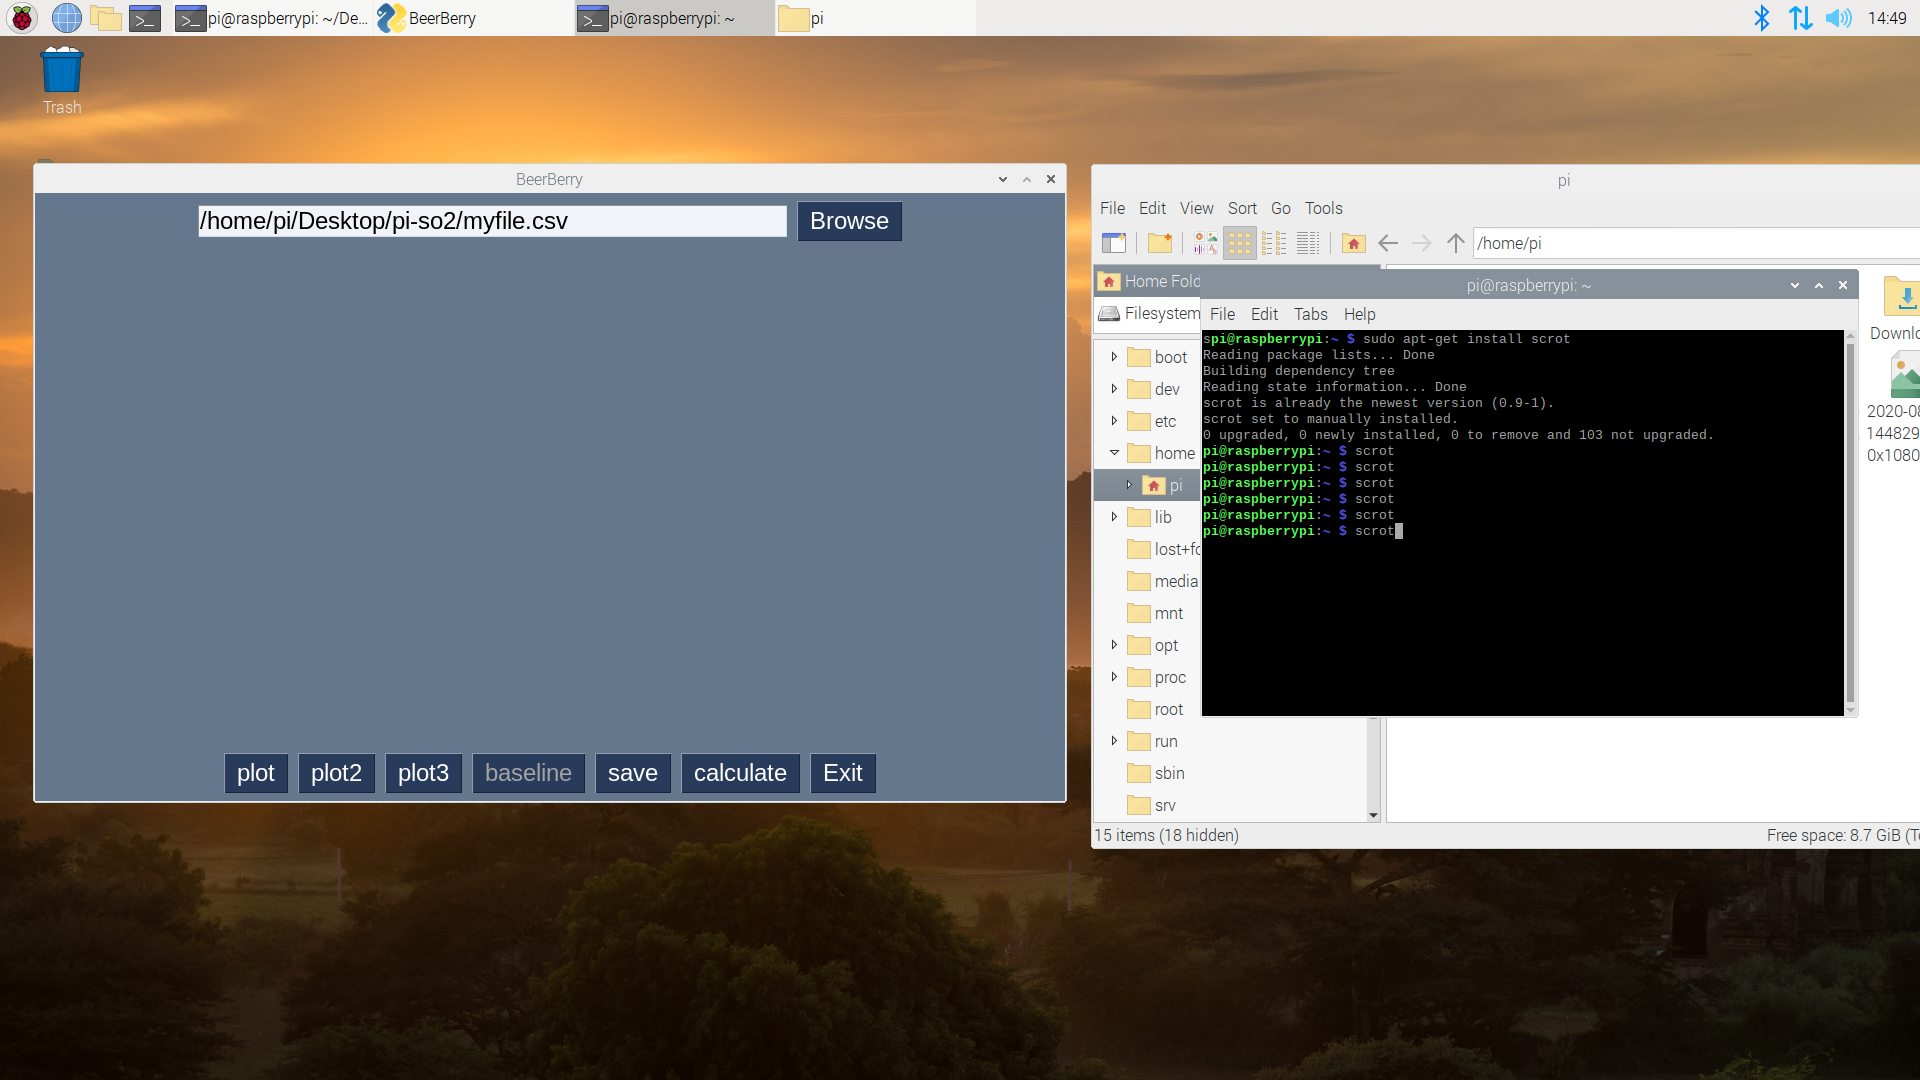 pi@raspberrypi: ~/De...
BeerBerry
pi@raspberrypi: ~
pi
14:49
Trash
BeerBerry
/home/pi/Desktop/pi-so2/myfile.csv
Browse
plot
plot2
plot3
baseline
save
calculate
Exit
pi
File Edit View Sort Go Tools
/home/pi
Home Fold
Filesystem
boot
dev
etc
home
pi
lib
lost+fo
media
mnt
opt
proc
root
run
sbin
srv
Downlo
2020-08
144829
0x1080
15 items (18 hidden)
Free space: 8.7 GiB (To
pi@raspberrypi: ~
File Edit Tabs Help
spi@raspberrypi:~ $ sudo apt-get install scrot
Reading package lists... Done
Building dependency tree
Reading state information... Done
scrot is already the newest version (0.9-1).
scrot set to manually installed.
0 upgraded, 0 newly installed, 0 to remove and 103 not upgraded.
pi@raspberrypi:~ $ scrot
pi@raspberrypi:~ $ scrot
pi@raspberrypi:~ $ scrot
pi@raspberrypi:~ $ scrot
pi@raspberrypi:~ $ scrot
pi@raspberrypi:~ $ scrot